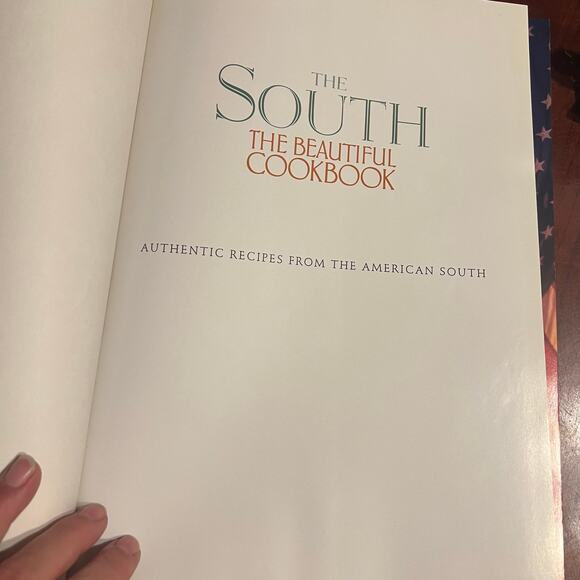 THE
SOUTH
THE BEAUTIFUL
COOKBOOK
AUTHENTIC RECIPES FROM THE AMERICAN SOUTH